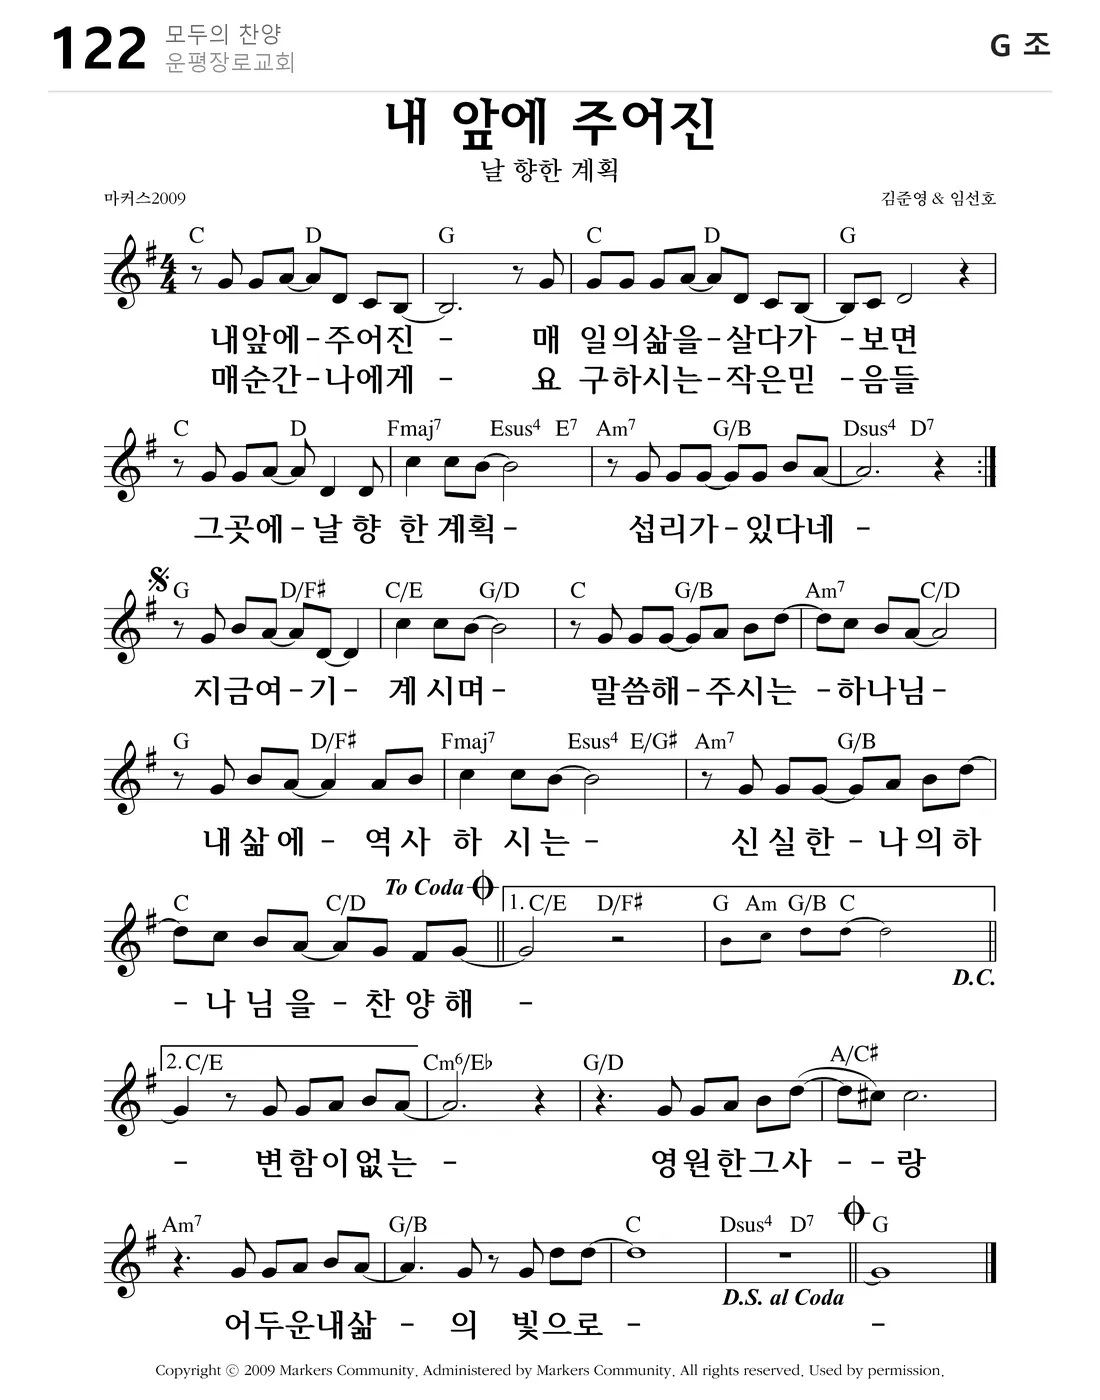 122 모두의 찬양
운평장로교회
G 조
내 앞에 주어진
날 향한 계획
마커스2009 김준영 & 임선호
C D G C D G
내앞에-주어진 - 매 일의삶을-살다가 -보면
매순간-나에게 - 요 구하시는-작은믿 -음들
C D Fmaj7 Esus4 E7 Am7 G/B Dsus4 D7
그곳에-날 향 한 계획- 섭리가-있다네 -
G D/F♯ C/E G/D C G/B Am7 C/D
지금여-기- 계 시며- 말씀해-주시는 -하나님-
G D/F♯ Fmaj7 Esus4 E/G♯ Am7 G/B
내 삶 에 - 역 사 하 시 는 - 신 실 한 - 나 의 하
To Coda
C C/D 1. C/E D/F♯ G Am G/B C
D.C.
- 나 님 을 - 찬 양 해 -
2. C/E Cm6/E♭ G/D A/C♯
- 변함이없는 - 영원한그사 - - 랑
Am7 G/B C Dsus4 D7 G
D.S. al Coda
어두운내삶 - 의 빛으로 - -
Copyright ⓒ 2009 Markers Community. Administered by Markers Community. All rights reserved. Used by permission.